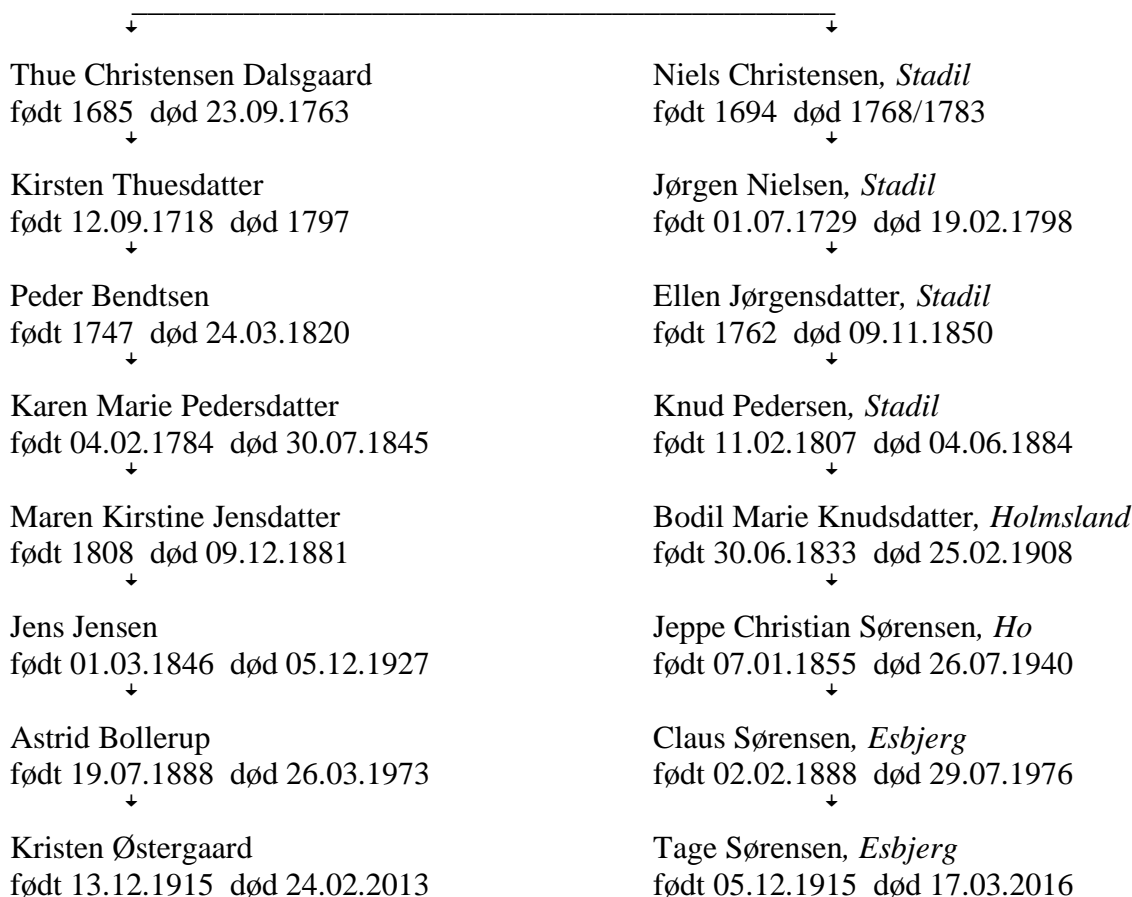 Thue Christensen Dalsgaard
født 1685 død 23.09.1763
Kirsten Thuesdatter
født 12.09.1718 død 1797
Peder Bendtsen
født 1747 død 24.03.1820
Karen Marie Pedersdatter
født 04.02.1784 død 30.07.1845
Maren Kirstine Jensdatter
født 1808 død 09.12.1881
Jens Jensen
født 01.03.1846 død 05.12.1927
Astrid Bollerup
født 19.07.1888 død 26.03.1973
Kristen Østergaard
født 13.12.1915 død 24.02.2013
Niels Christensen, Stadil
født 1694 død 1768/1783
Jørgen Nielsen, Stadil
født 01.07.1729 død 19.02.1798
Ellen Jørgensdatter, Stadil
født 1762 død 09.11.1850
Knud Pedersen, Stadil
født 11.02.1807 død 04.06.1884
Bodil Marie Knudsdatter, Holmsland
født 30.06.1833 død 25.02.1908
Jeppe Christian Sørensen, Ho
født 07.01.1855 død 26.07.1940
Claus Sørensen, Esbjerg
født 02.02.1888 død 29.07.1976
Tage Sørensen, Esbjerg
født 05.12.1915 død 17.03.2016